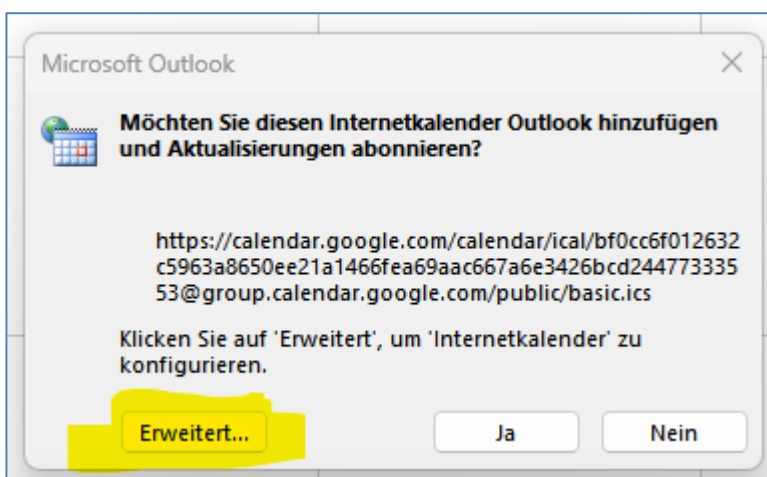 Microsoft Outlook
Möchten Sie diesen Internetkalender Outlook hinzufügen
und Aktualisierungen abonnieren?
https://calendar.google.com/calendar/ical/bf0cc6f012632
c5963a8650ee21a1466fea69aac667a6e3426bcd244773335
53@group.calendar.google.com/public/basic.ics
Klicken Sie auf 'Erweitert', um 'Internetkalender' zu
konfigurieren.
Erweitert... Ja Nein